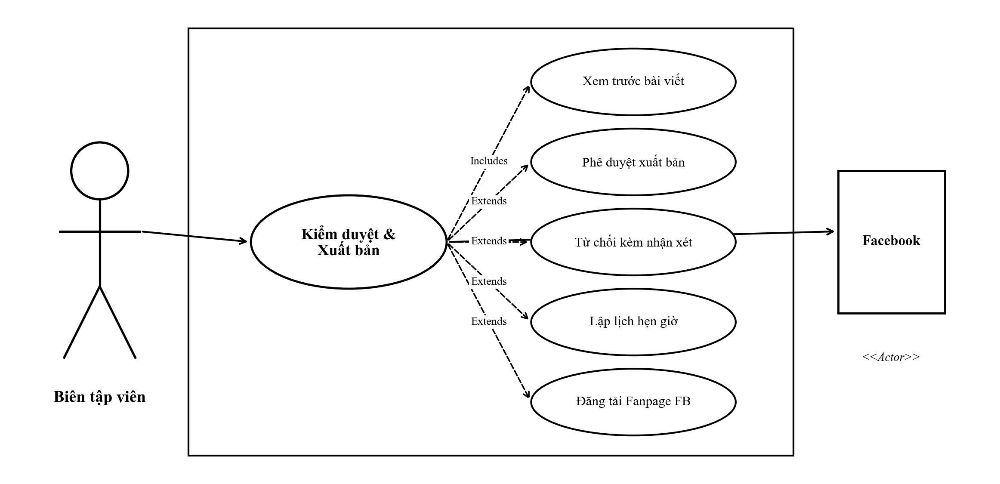 Xem trước bài viết
Includes
Phê duyệt xuất bản
Extends
Kiểm duyệt &
Xuất bản
Extends
Từ chối kèm nhận xét
Facebook
Extends
Lập lịch hẹn giờ
Extends
<<Actor>>
Biên tập viên
Đăng tải Fanpage FB